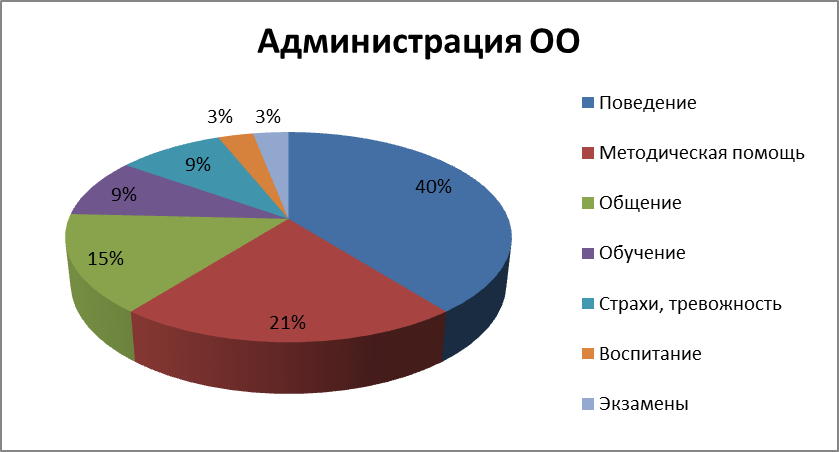 Администрация ОО
3% 3%
9%
40%
9%
15%
21%
Поведение
Методическая помощь
Общение
Обучение
Страхи, тревожность
Воспитание
Экзамены